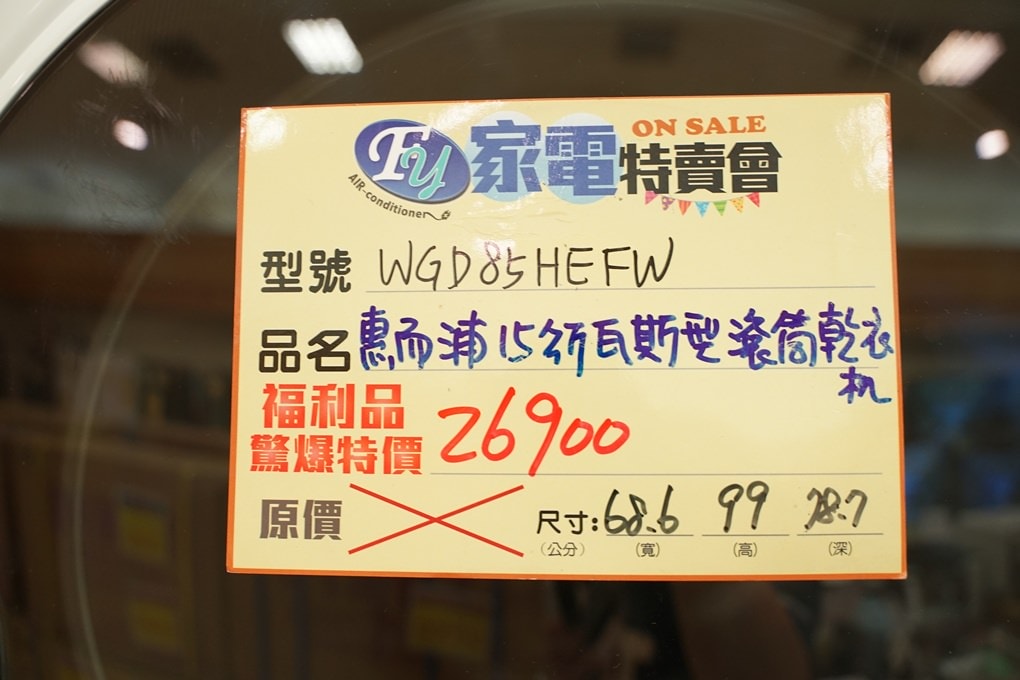 Fy 家電特賣會 ON SALE
AIR-conditioner
型號 WGD85HEFW
品名 惠而浦15公斤瓦斯型滾筒乾衣
机
福利品
驚爆特價 26900
原價 尺寸: 68.6 99 78.7
(公分) (寬) (高) (深)